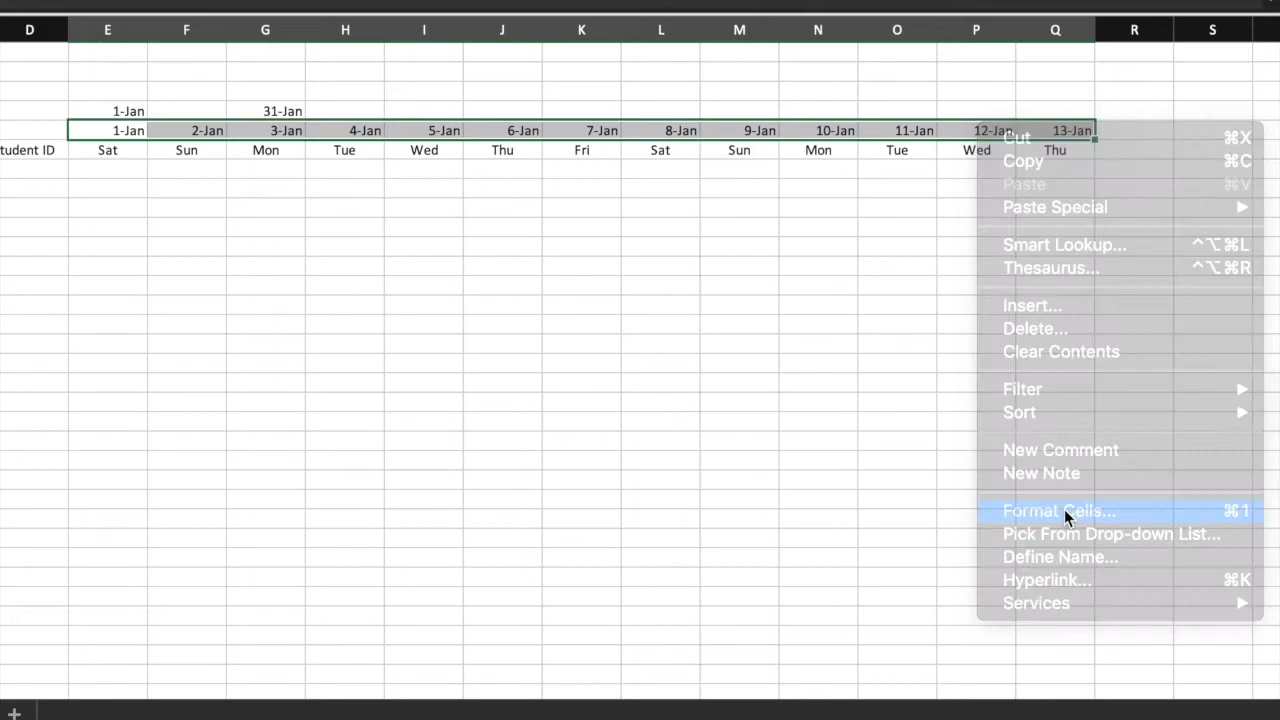 D E F G H I J K L M N O P Q R S
1-Jan 31-Jan
1-Jan 2-Jan 3-Jan 4-Jan 5-Jan 6-Jan 7-Jan 8-Jan 9-Jan 10-Jan 11-Jan 12-Jan 13-Jan
tudent ID Sat Sun Mon Tue Wed Thu Fri Sat Sun Mon Tue Wed Thu
Cut ⌘X
Copy ⌘C
Paste ⌘V
Paste Special ▶
Smart Lookup... ^⌥⌘L
Thesaurus... ^⌥⌘R
Insert...
Delete...
Clear Contents
Filter ▶
Sort ▶
New Comment
New Note
Format Cells... ⌘1
Pick From Drop-down List...
Define Name...
Hyperlink... ⌘K
Services ▶
+